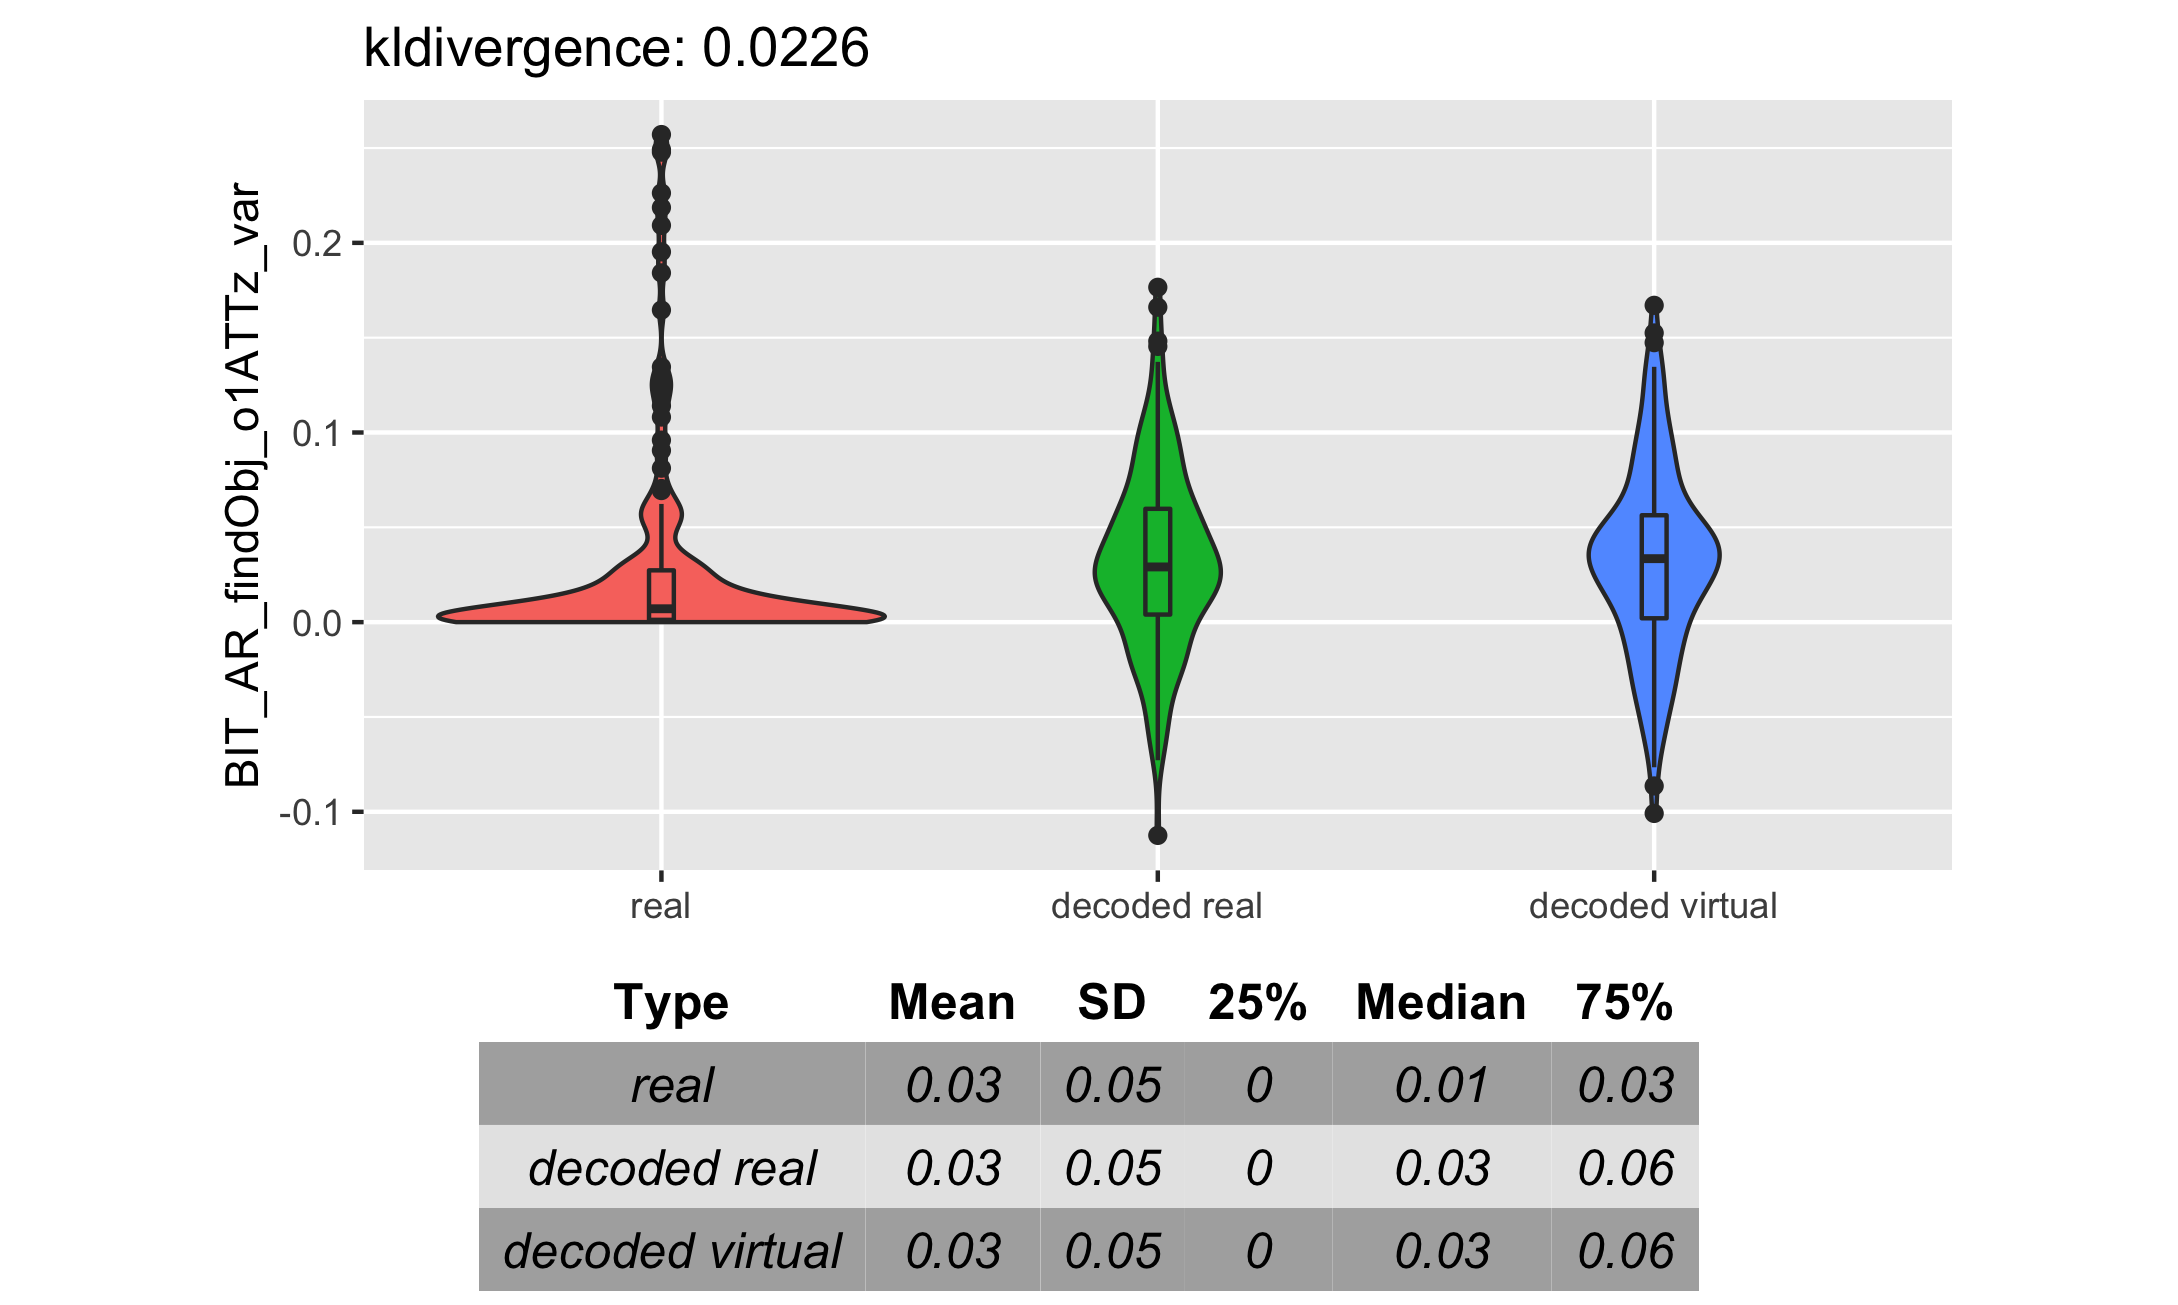 kldivergence: 0.0226
BIT_AR_findObj_o1ATTz_var
0.2
0.1
0.0
-0.1
real decoded real decoded virtual
Type Mean SD 25% Median 75%
real 0.03 0.05 0 0.01 0.03
decoded real 0.03 0.05 0 0.03 0.06
decoded virtual 0.03 0.05 0 0.03 0.06